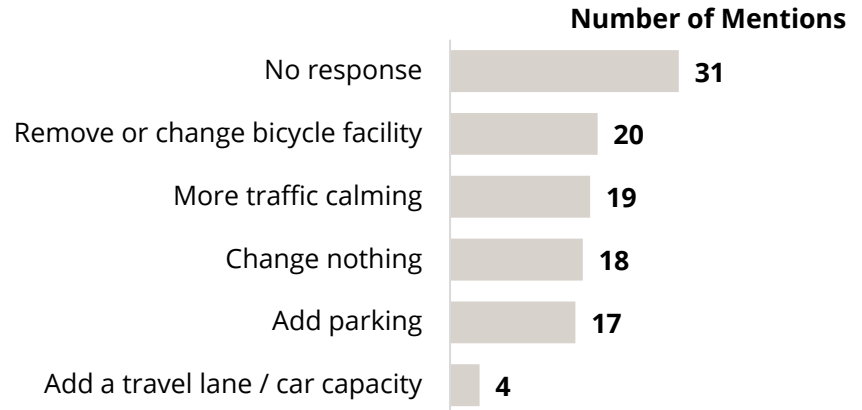 Number of Mentions
No response 31
Remove or change bicycle facility 20
More traffic calming 19
Change nothing 18
Add parking 17
Add a travel lane / car capacity 4